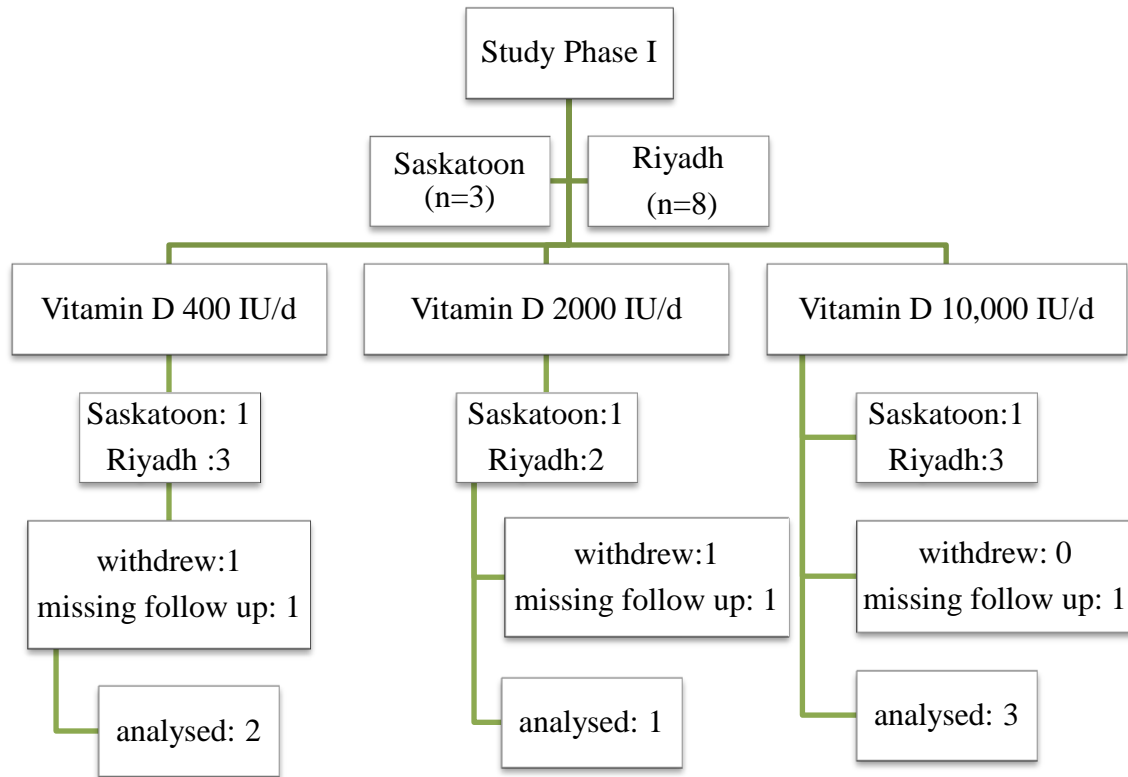 Study Phase I
Saskatoon
(n=3)
Riyadh
(n=8)
Vitamin D 400 IU/d
Vitamin D 2000 IU/d
Vitamin D 10,000 IU/d
Saskatoon: 1
Riyadh :3
Saskatoon:1
Riyadh:2
Saskatoon:1
Riyadh:3
withdrew:1
missing follow up: 1
withdrew:1
missing follow up: 1
withdrew: 0
missing follow up: 1
analysed: 2
analysed: 1
analysed: 3